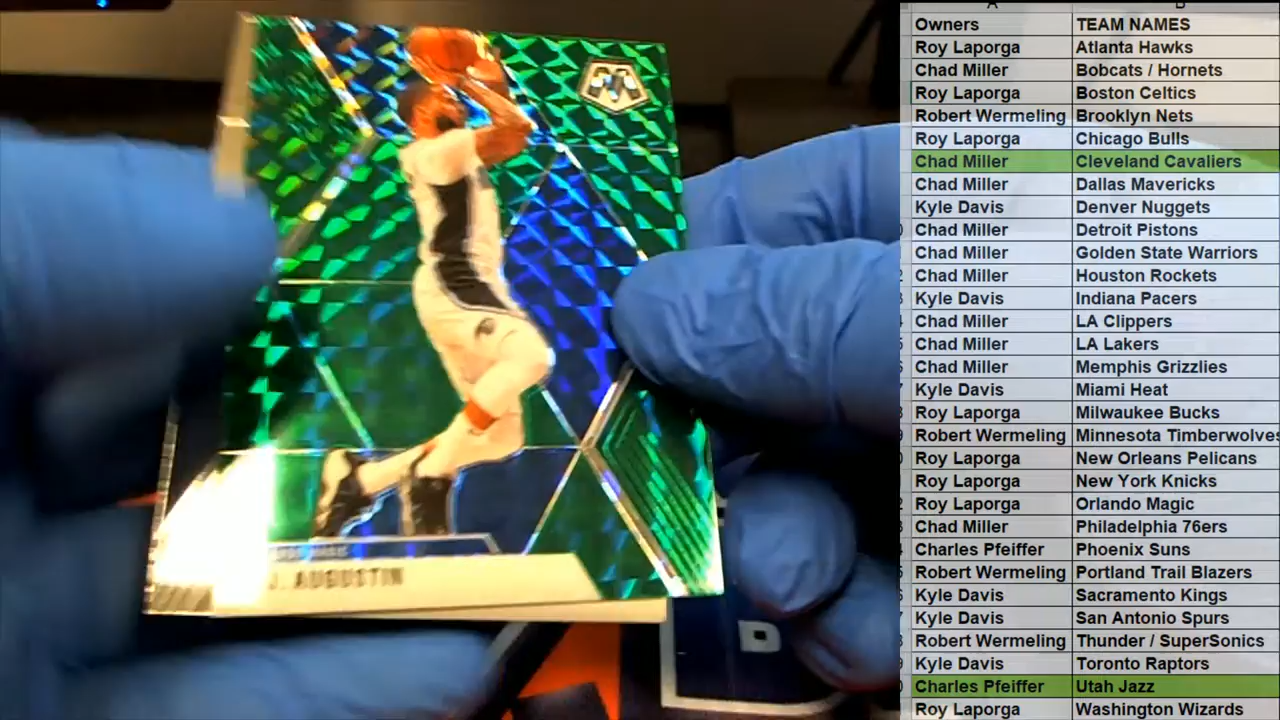 J. AUGUSTIN
Owners TEAM NAMES
Roy Laporga Atlanta Hawks
Chad Miller Bobcats / Hornets
Roy Laporga Boston Celtics
Robert Wermeling Brooklyn Nets
Roy Laporga Chicago Bulls
Chad Miller Cleveland Cavaliers
Chad Miller Dallas Mavericks
Kyle Davis Denver Nuggets
Chad Miller Detroit Pistons
Chad Miller Golden State Warriors
Chad Miller Houston Rockets
Kyle Davis Indiana Pacers
Chad Miller LA Clippers
Chad Miller LA Lakers
Chad Miller Memphis Grizzlies
Kyle Davis Miami Heat
Roy Laporga Milwaukee Bucks
Robert Wermeling Minnesota Timberwolves
Roy Laporga New Orleans Pelicans
Roy Laporga New York Knicks
Roy Laporga Orlando Magic
Chad Miller Philadelphia 76ers
Charles Pfeiffer Phoenix Suns
Robert Wermeling Portland Trail Blazers
Kyle Davis Sacramento Kings
Kyle Davis San Antonio Spurs
Robert Wermeling Thunder / SuperSonics
Kyle Davis Toronto Raptors
Charles Pfeiffer Utah Jazz
Roy Laporga Washington Wizards